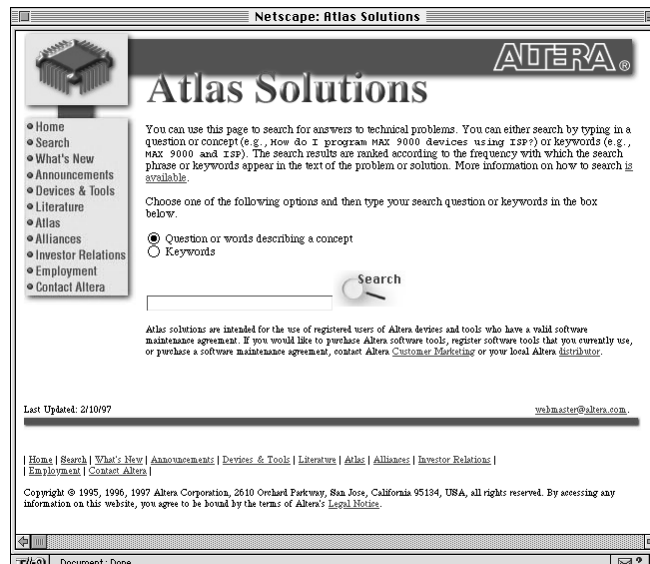 Netscape: Atlas Solutions
ALTERA®
Atlas Solutions
Home
Search
What's New
Announcements
Devices & Tools
Literature
Atlas
Alliances
Investor Relations
Employment
Contact Altera
You can use this page to search for answers to technical problems. You can either search by typing in a
question or concept (e.g., How do I program MAX 9000 devices using ISP?) or keywords (e.g.,
MAX 9000 and ISP). The search results are ranked according to the frequency with which the search
phrase or keywords appear in the text of the problem or solution. More information on how to search is
available.
Choose one of the following options and then type your search question or keywords in the box
below.
Question or words describing a concept
Keywords
Search
Atlas solutions are intended for the use of registered users of Altera devices and tools who have a valid software
maintenance agreement. If you would like to purchase Altera software tools, register software tools that you currently use,
or purchase a software maintenance agreement, contact Altera Customer Marketing or your local Altera distributor.
Last Updated: 2/10/97
webmaster@altera.com.
| Home | Search | What's New | Announcements | Devices & Tools | Literature | Atlas | Alliances | Investor Relations |
| Employment | Contact Altera |
Copyright © 1995, 1996, 1997 Altera Corporation, 2610 Orchard Parkway, San Jose, California 95134, USA, all rights reserved. By accessing any
information on this website, you agree to be bound by the terms of Altera's Legal Notice.
Document: Done